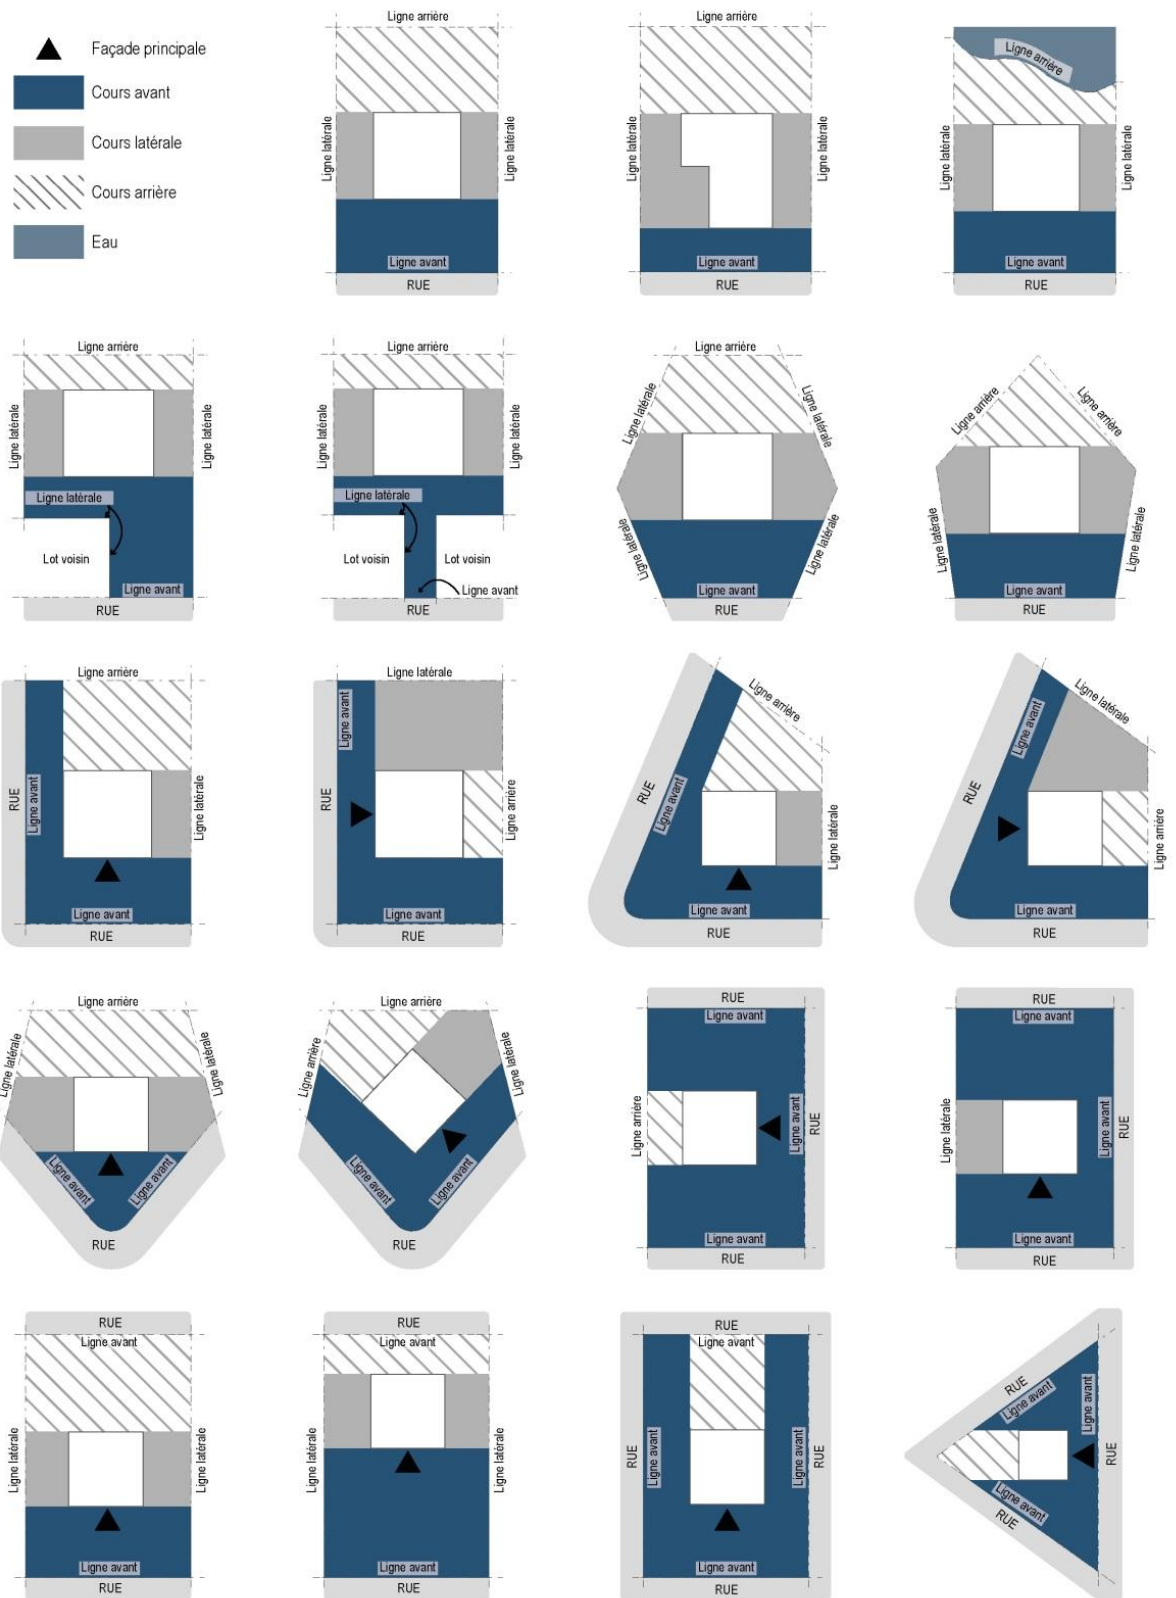 Façade principale
Cours avant
Cours latérale
Cours arrière
Eau
Ligne arrière
Ligne latérale
Ligne latérale
Ligne avant
RUE
Ligne arrière
Ligne latérale
Ligne latérale
Ligne avant
RUE
Ligne arrière
Ligne latérale
Ligne latérale
Ligne avant
RUE
Ligne arrière
Ligne latérale
Ligne latérale
Ligne latérale
Lot voisin
Ligne avant
RUE
Ligne arrière
Ligne latérale
Ligne latérale
Ligne latérale
Lot voisin
Lot voisin
Ligne avant
RUE
Ligne arrière
Ligne latérale
Ligne latérale
Ligne latérale
Ligne latérale
Ligne avant
RUE
Ligne arrière
Ligne arrière
Ligne latérale
Ligne latérale
Ligne avant
RUE
Ligne arrière
RUE
Ligne avant
Ligne latérale
Ligne avant
RUE
Ligne latérale
Ligne avant
RUE
Ligne arrière
Ligne avant
RUE
Ligne arrière
RUE
Ligne avant
Ligne latérale
Ligne avant
RUE
Ligne latérale
Ligne avant
RUE
Ligne arrière
Ligne avant
RUE
Ligne arrière
Ligne latérale
Ligne latérale
Ligne avant
Ligne avant
RUE
Ligne arrière
Ligne arrière
Ligne latérale
Ligne avant
Ligne avant
RUE
RUE
Ligne avant
Ligne arrière
Ligne avant
RUE
Ligne avant
RUE
RUE
Ligne avant
Ligne latérale
Ligne avant
RUE
Ligne avant
RUE
RUE
Ligne avant
Ligne latérale
Ligne latérale
Ligne avant
RUE
RUE
Ligne avant
Ligne latérale
Ligne latérale
Ligne avant
RUE
RUE
Ligne avant
RUE
Ligne avant
Ligne avant
RUE
Ligne avant
RUE
RUE
Ligne avant
Ligne avant
RUE
Ligne avant
RUE